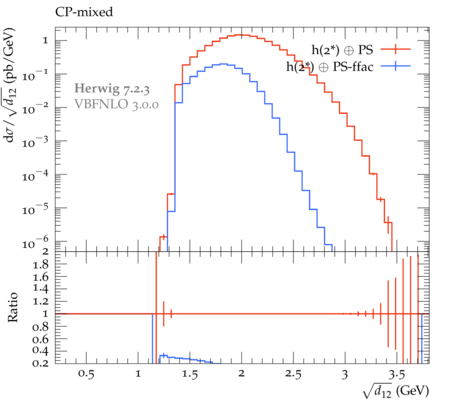 CP-mixed
h(2*) ⊕ PS
h(2*) ⊕ PS-ffac
Herwig 7.2.3
VBFNLO 3.0.0
dσ/√d₁₂ (pb/GeV)
1
10⁻¹
10⁻²
10⁻³
10⁻⁴
10⁻⁵
10⁻⁶
2
1.8
1.6
1.4
1.2
1
0.8
0.6
0.4
0.2
Ratio
0.5 1 1.5 2 2.5 3 3.5
√d₁₂ (GeV)